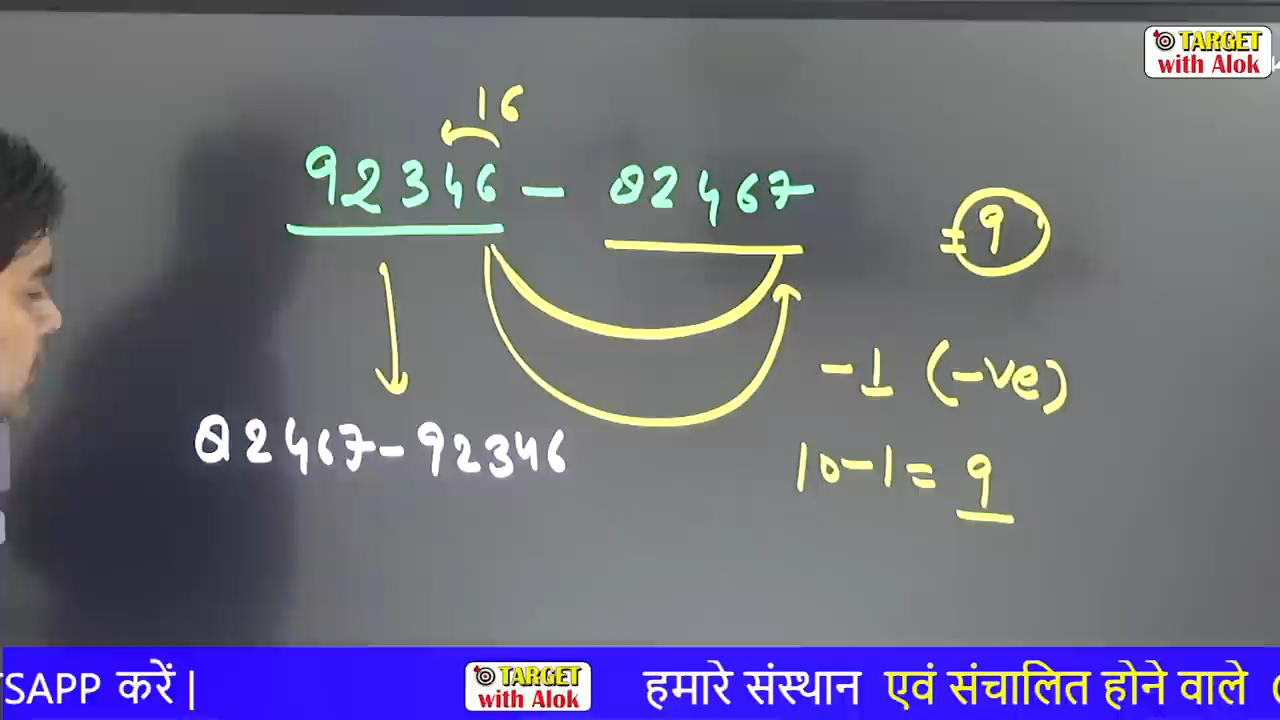 TARGET
with Alok
16
92346 - 82467
= 9
-1 (-ve)
82467-92346
10-1 = 9
SAPP करें |
TARGET
with Alok
हमारे संस्थान एवं संचालित होने वाले